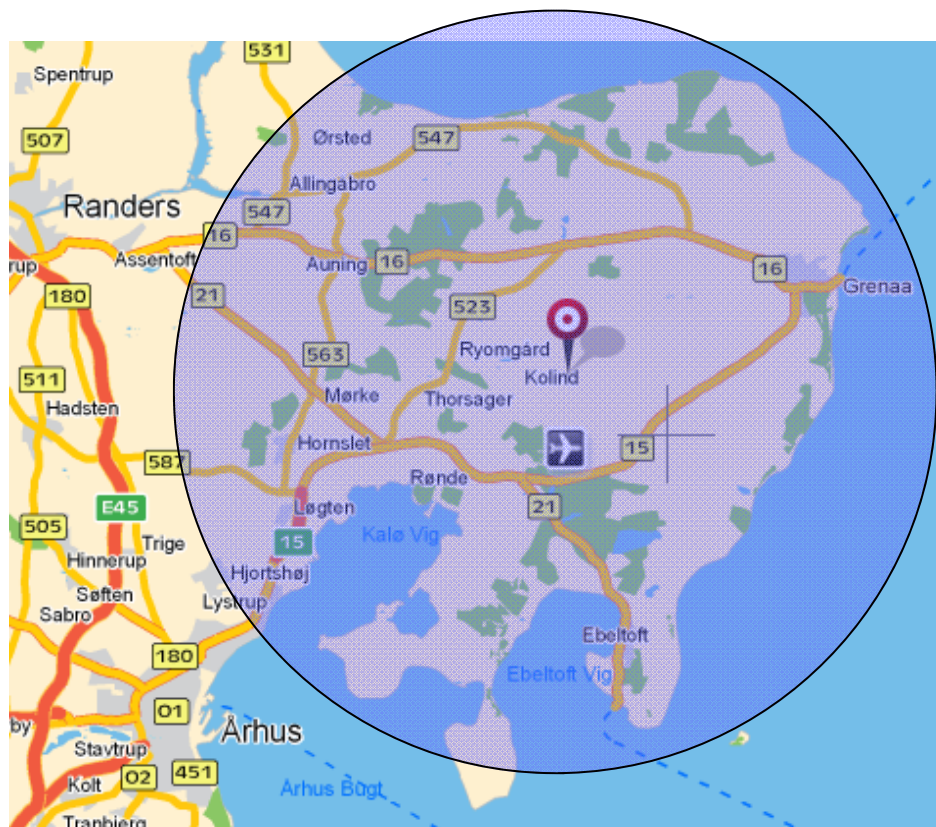 531
Spentrup
507
Ørsted
547
Allingabro
Randers
547
16
Assentoft
Auning
16
16
rup
180
21
Grenaa
523
563
Ryomgård
Kolind
511
Mørke
Thorsager
Hadsten
Hornslet
15
587
Rønde
E45
Løgten
21
505
Kalø Vig
15
Trige
Hinnerup
Hjortshøj
Søften
Lystrup
Sabro
Ebeltoft
180
Ebeltoft Vig
O1
by
Århus
Stavtrup
O2
451
Kolt
Århus Bugt
Tranbjerg